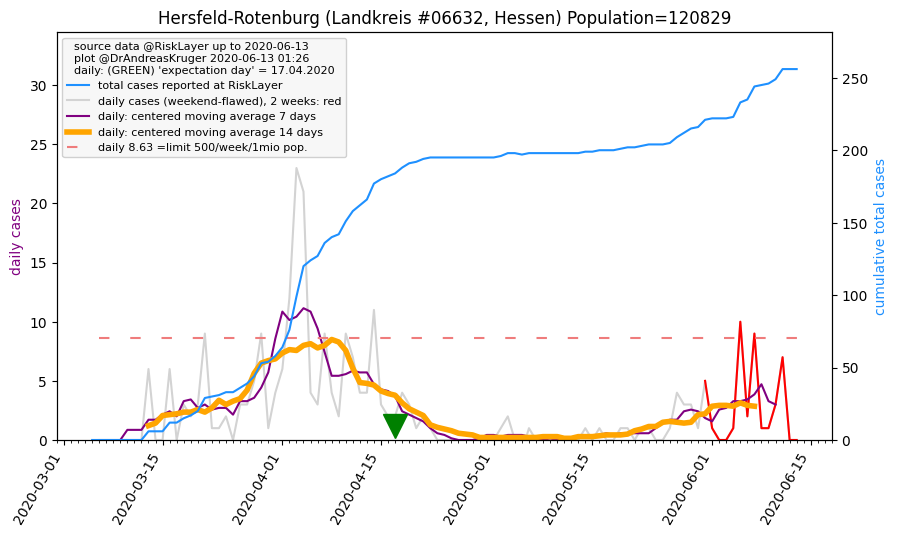 Hersfeld-Rotenburg (Landkreis #06632, Hessen) Population=120829
source data @RiskLayer up to 2020-06-13
plot @DrAndreasKruger 2020-06-13 01:26
daily: (GREEN) 'expectation day' = 17.04.2020
total cases reported at RiskLayer
daily cases (weekend-flawed), 2 weeks: red
daily: centered moving average 7 days
daily: centered moving average 14 days
daily 8.63 =limit 500/week/1mio pop.
daily cases
30
25
20
15
10
5
0
cumulative total cases
250
200
150
100
50
0
2020-03-01
2020-03-15
2020-04-01
2020-04-15
2020-05-01
2020-05-15
2020-06-01
2020-06-15